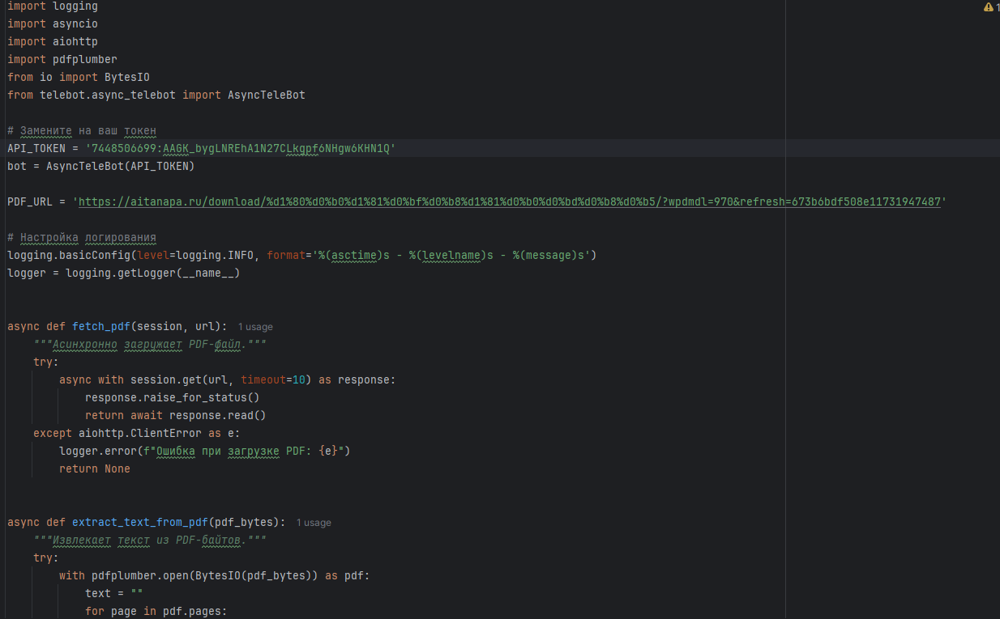 import logging
import asyncio
import aiohttp
import pdfplumber
from io import BytesIO
from telebot.async_telebot import AsyncTeleBot
# Замените на ваш токен
API_TOKEN = '7448506699:AAGK_bygLNREhA1N27CLkgpf6NHgw6KHN1Q'
bot = AsyncTeleBot(API_TOKEN)
PDF_URL = 'https://aitanapa.ru/download/%d1%80%d0%b0%d1%81%d0%bf%d0%b8%d1%81%d0%b0%d0%bd%d0%b8%d0%b5/?wpdmdl=970&refresh=673b6bdf508e11731947487'
# Настройка логирования
logging.basicConfig(level=logging.INFO, format='%(asctime)s - %(levelname)s - %(message)s')
logger = logging.getLogger(__name__)
async def fetch_pdf(session, url): 1 usage
"""Асинхронно загружает PDF-файл."""
try:
async with session.get(url, timeout=10) as response:
response.raise_for_status()
return await response.read()
except aiohttp.ClientError as e:
logger.error(f"Ошибка при загрузке PDF: {e}")
return None
async def extract_text_from_pdf(pdf_bytes): 1 usage
"""Извлекает текст из PDF-байтов."""
try:
with pdfplumber.open(BytesIO(pdf_bytes)) as pdf:
text = ""
for page in pdf.pages: